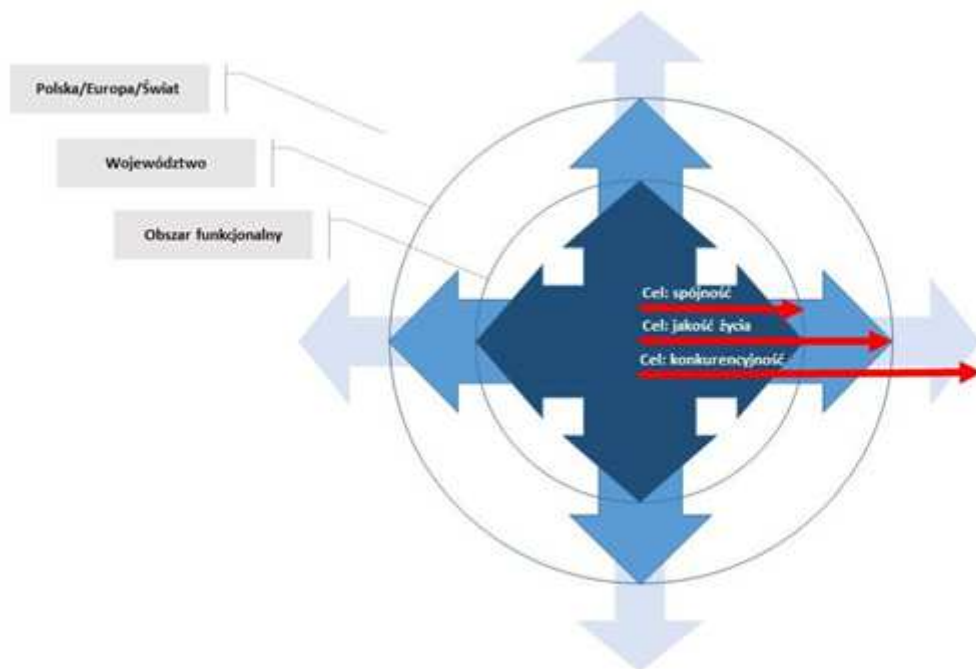 Polska/Europa/Świat
Województwo
Obszar funkcjonalny
Cel: spójność
Cel: jakość życia
Cel: konkurencyjność